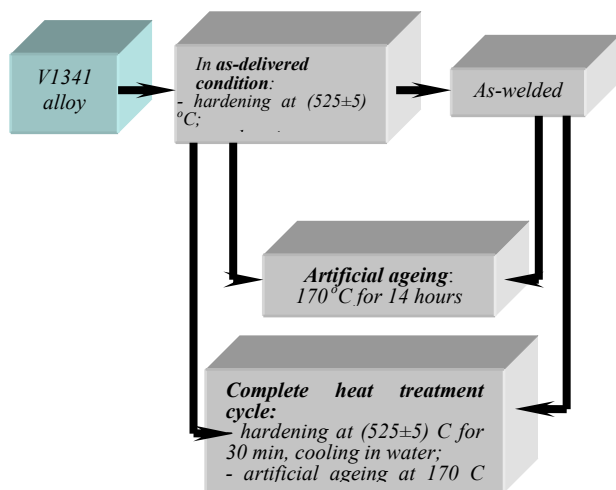 V1341
alloy
In as-delivered
condition:
- hardening at (525±5)
°C;
As-welded
Artificial ageing:
170°C for 14 hours
Complete heat treatment
cycle:
- hardening at (525±5) C for
30 min, cooling in water;
- artificial ageing at 170 C